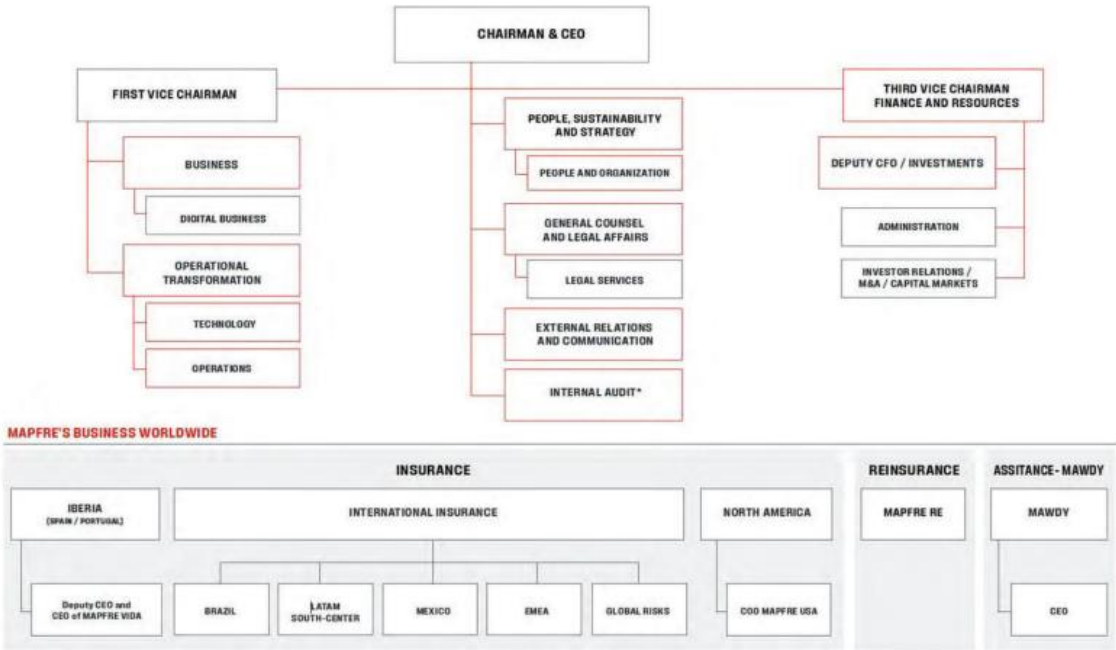 CHAIRMAN & CEO
FIRST VICE CHAIRMAN
BUSINESS
DIGITAL BUSINESS
OPERATIONAL
TRANSFORMATION
TECHNOLOGY
OPERATIONS
PEOPLE, SUSTAINABILITY
AND STRATEGY
PEOPLE AND ORGANIZATION
GENERAL COUNSEL
AND LEGAL AFFAIRS
LEGAL SERVICES
EXTERNAL RELATIONS
AND COMMUNICATION
INTERNAL AUDIT*
THIRD VICE CHAIRMAN
FINANCE AND RESOURCES
DEPUTY CFO / INVESTMENTS
ADMINISTRATION
INVESTOR RELATIONS /
M&A / CAPITAL MARKETS
MAPFRE'S BUSINESS WORLDWIDE
INSURANCE
IBERIA
(SPAIN / PORTUGAL)
Deputy CEO and
CEO of MAPFRE VIDA
INTERNATIONAL INSURANCE
BRAZIL
LATAM
SOUTH-CENTER
MEXICO
EMEA
GLOBAL RISKS
NORTH AMERICA
COO MAPFRE USA
REINSURANCE
MAPFRE RE
ASSITANCE- MAWDY
MAWDY
CEO